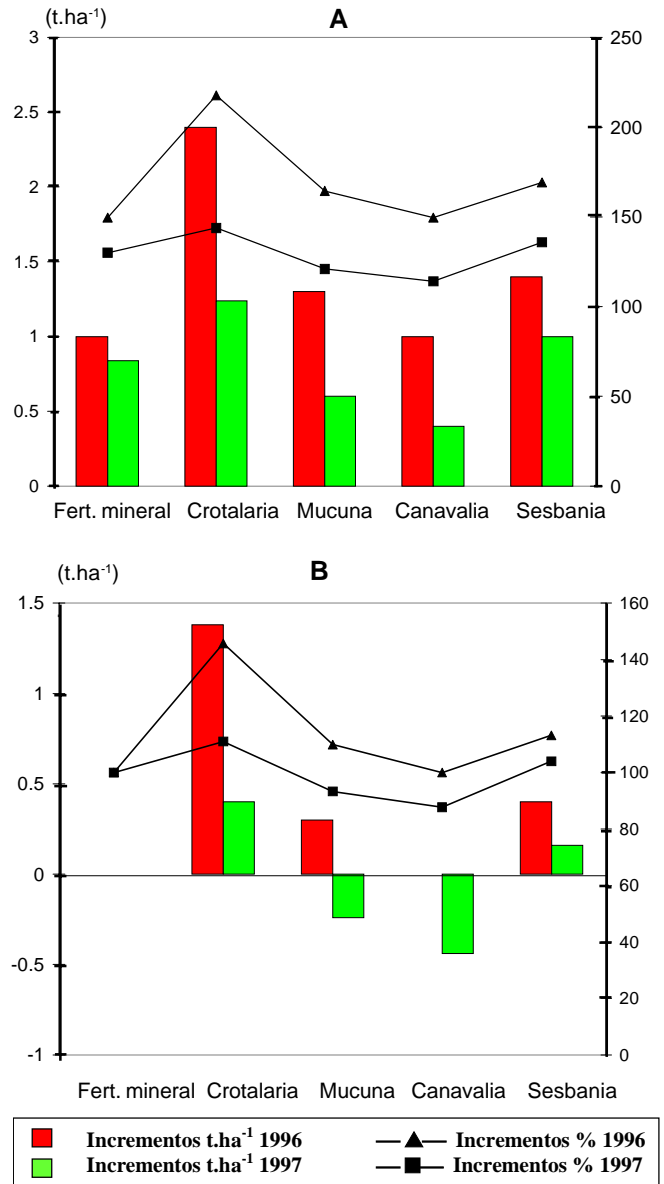 (t.ha⁻¹) A
3 250
2.5 200
2 150
1.5 100
1 50
0.5
0 0
Fert. mineral Crotalaria Mucuna Canavalia Sesbania
(t.ha⁻¹) B
1.5 160
1 140
0.5 120
0 100
-0.5 80
-1 60
40
20
0
Fert. mineral Crotalaria Mucuna Canavalia Sesbania
Incrementos t.ha⁻¹ 1996 Incrementos % 1996
Incrementos t.ha⁻¹ 1997 Incrementos % 1997